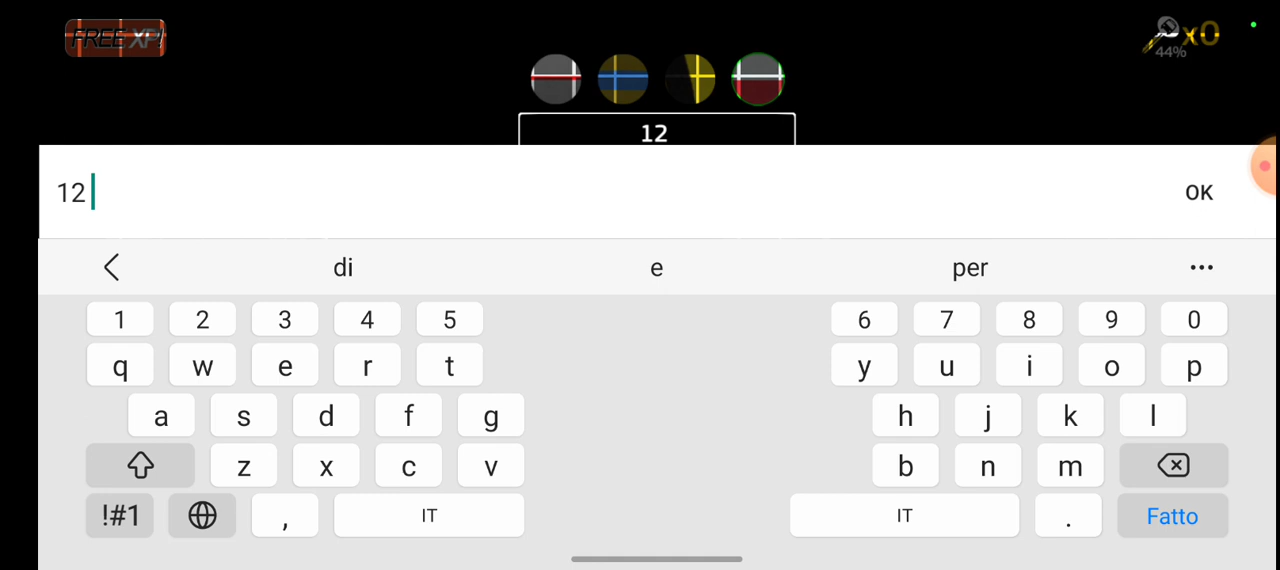 FREE XP!
x0
44%
12
12
OK
di e per
1 2 3 4 5 6 7 8 9 0
q w e r t y u i o p
a s d f g h j k l
z x c v b n m
!#1 , IT IT . Fatto